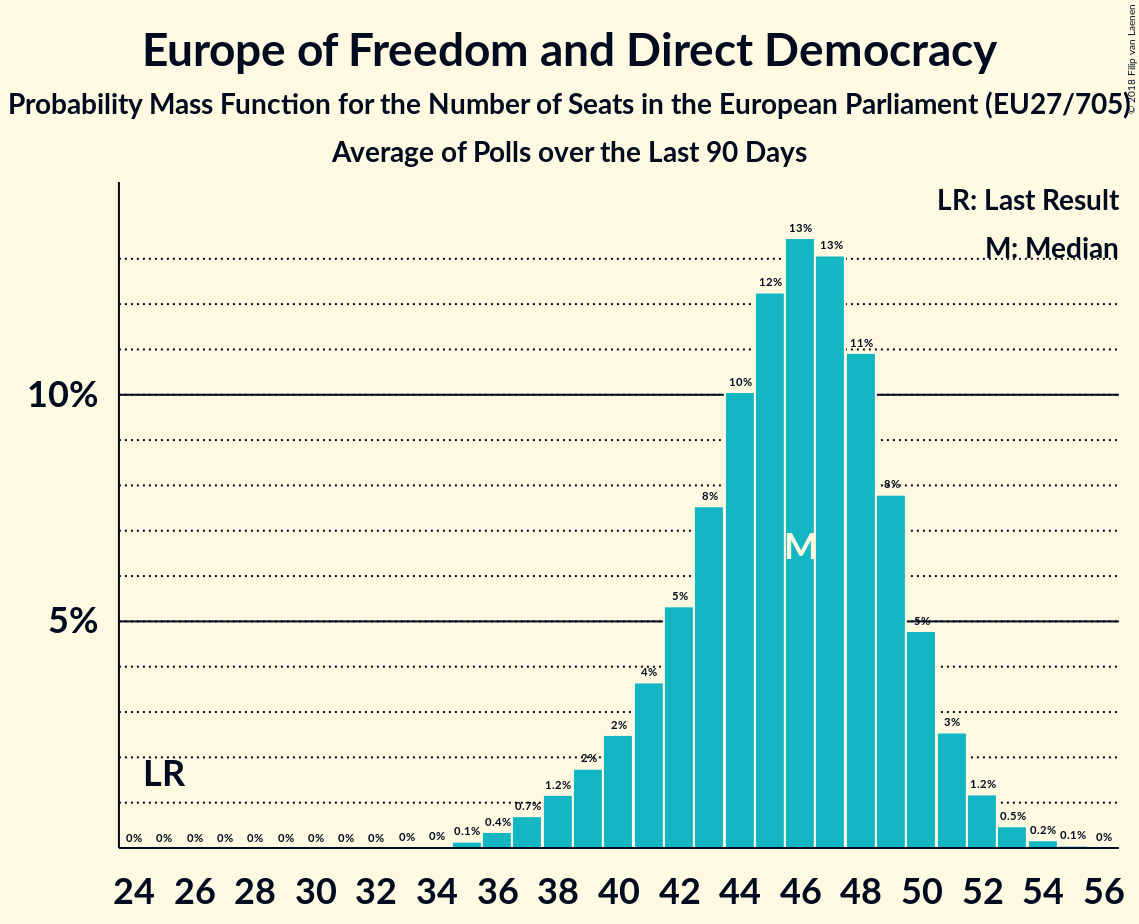 Europe of Freedom and Direct Democracy
Probability Mass Function for the Number of Seats in the European Parliament (EU27/705)
Average of Polls over the Last 90 Days
© 2018 Filip van Laenen
LR: Last Result
M: Median
10%
5%
LR
M
0% 0% 0% 0% 0% 0% 0% 0% 0% 0% 0% 0.1% 0.4% 0.7% 1.2% 2% 2% 4% 5% 8% 10% 12% 13% 13% 11% 8% 5% 3% 1.2% 0.5% 0.2% 0.1% 0%
24 26 28 30 32 34 36 38 40 42 44 46 48 50 52 54 56